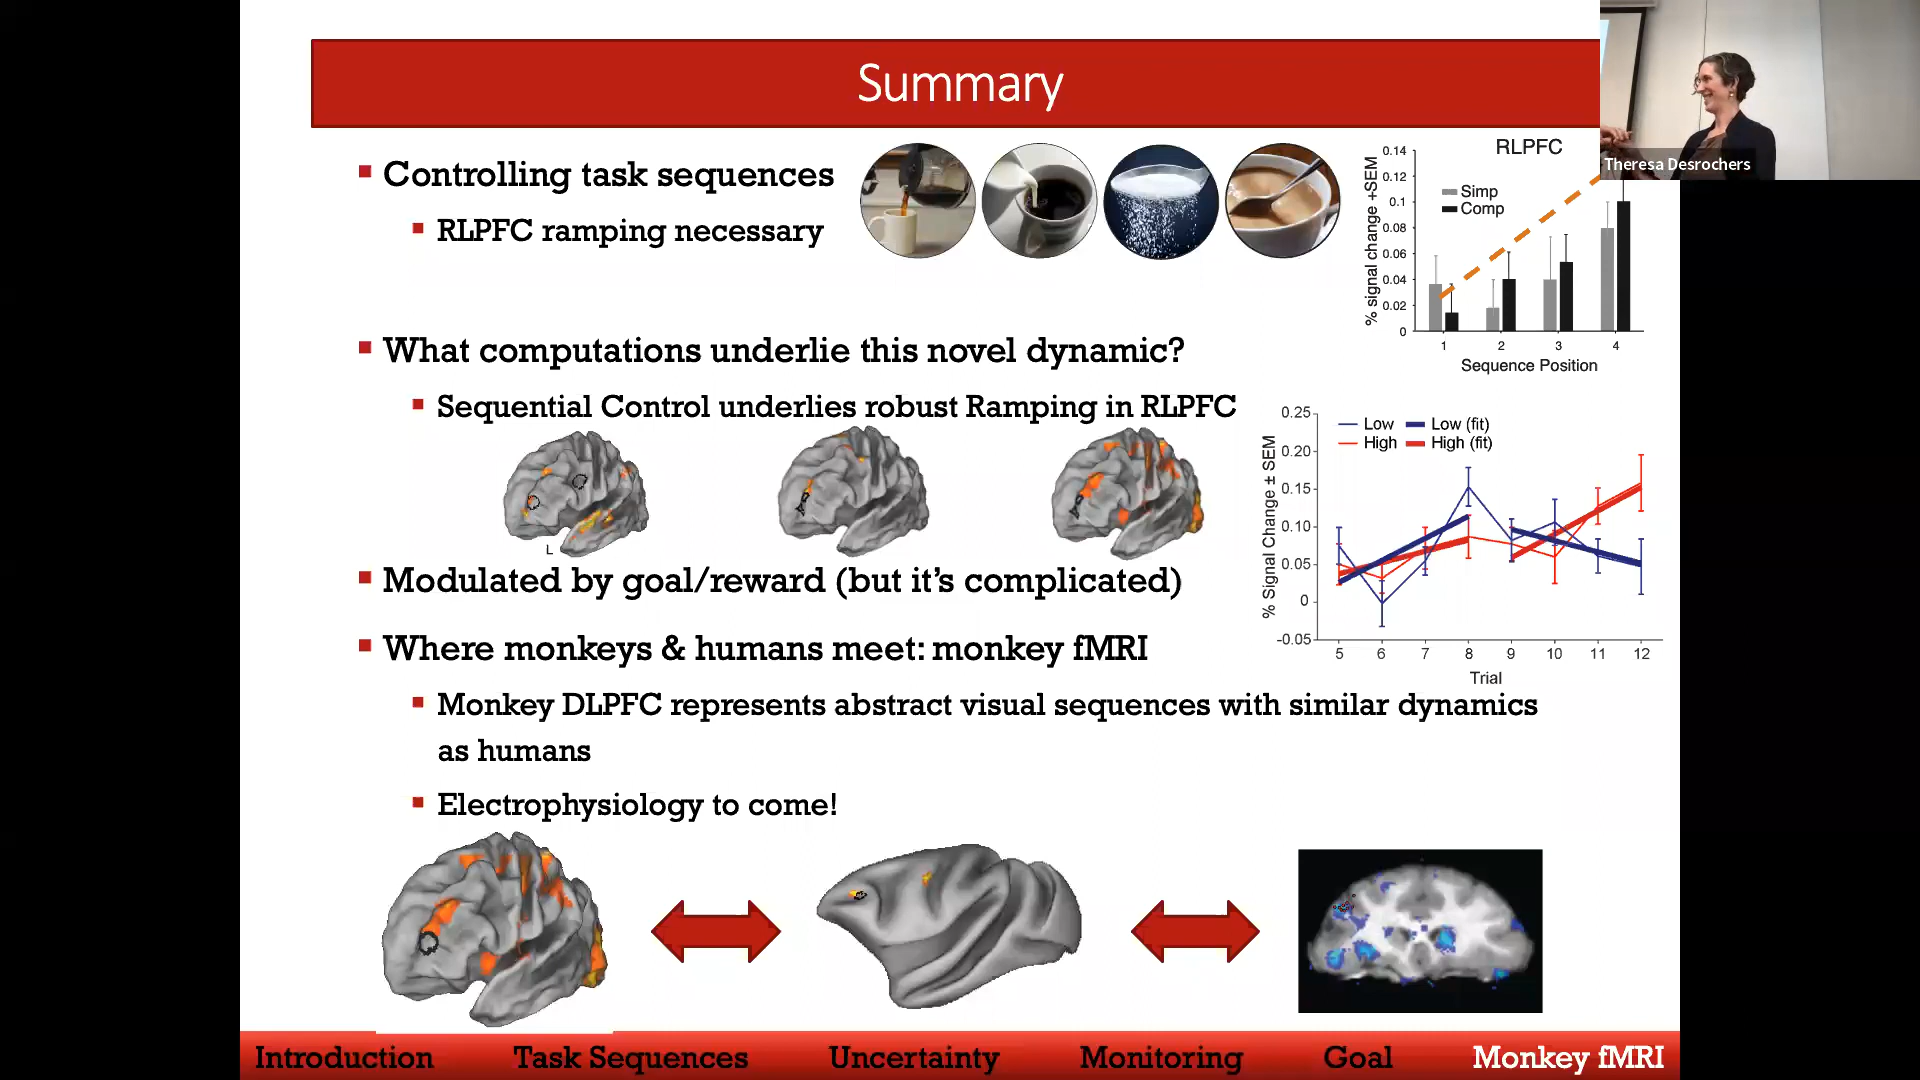 Summary
Theresa Desrochers
Controlling task sequences
RLPFC ramping necessary
RLPFC
% signal change +SEM
0.14
0.12
0.1
0.08
0.06
0.04
0.02
0
Simp
Comp
1 2 3 4
Sequence Position
What computations underlie this novel dynamic?
Sequential Control underlies robust Ramping in RLPFC
L
% Signal Change ± SEM
0.25
0.20
0.15
0.10
0.05
0
-0.05
Low Low (fit)
High High (fit)
5 6 7 8 9 10 11 12
Trial
Modulated by goal/reward (but it's complicated)
Where monkeys & humans meet: monkey fMRI
Monkey DLPFC represents abstract visual sequences with similar dynamics
as humans
Electrophysiology to come!
Introduction Task Sequences Uncertainty Monitoring Goal Monkey fMRI